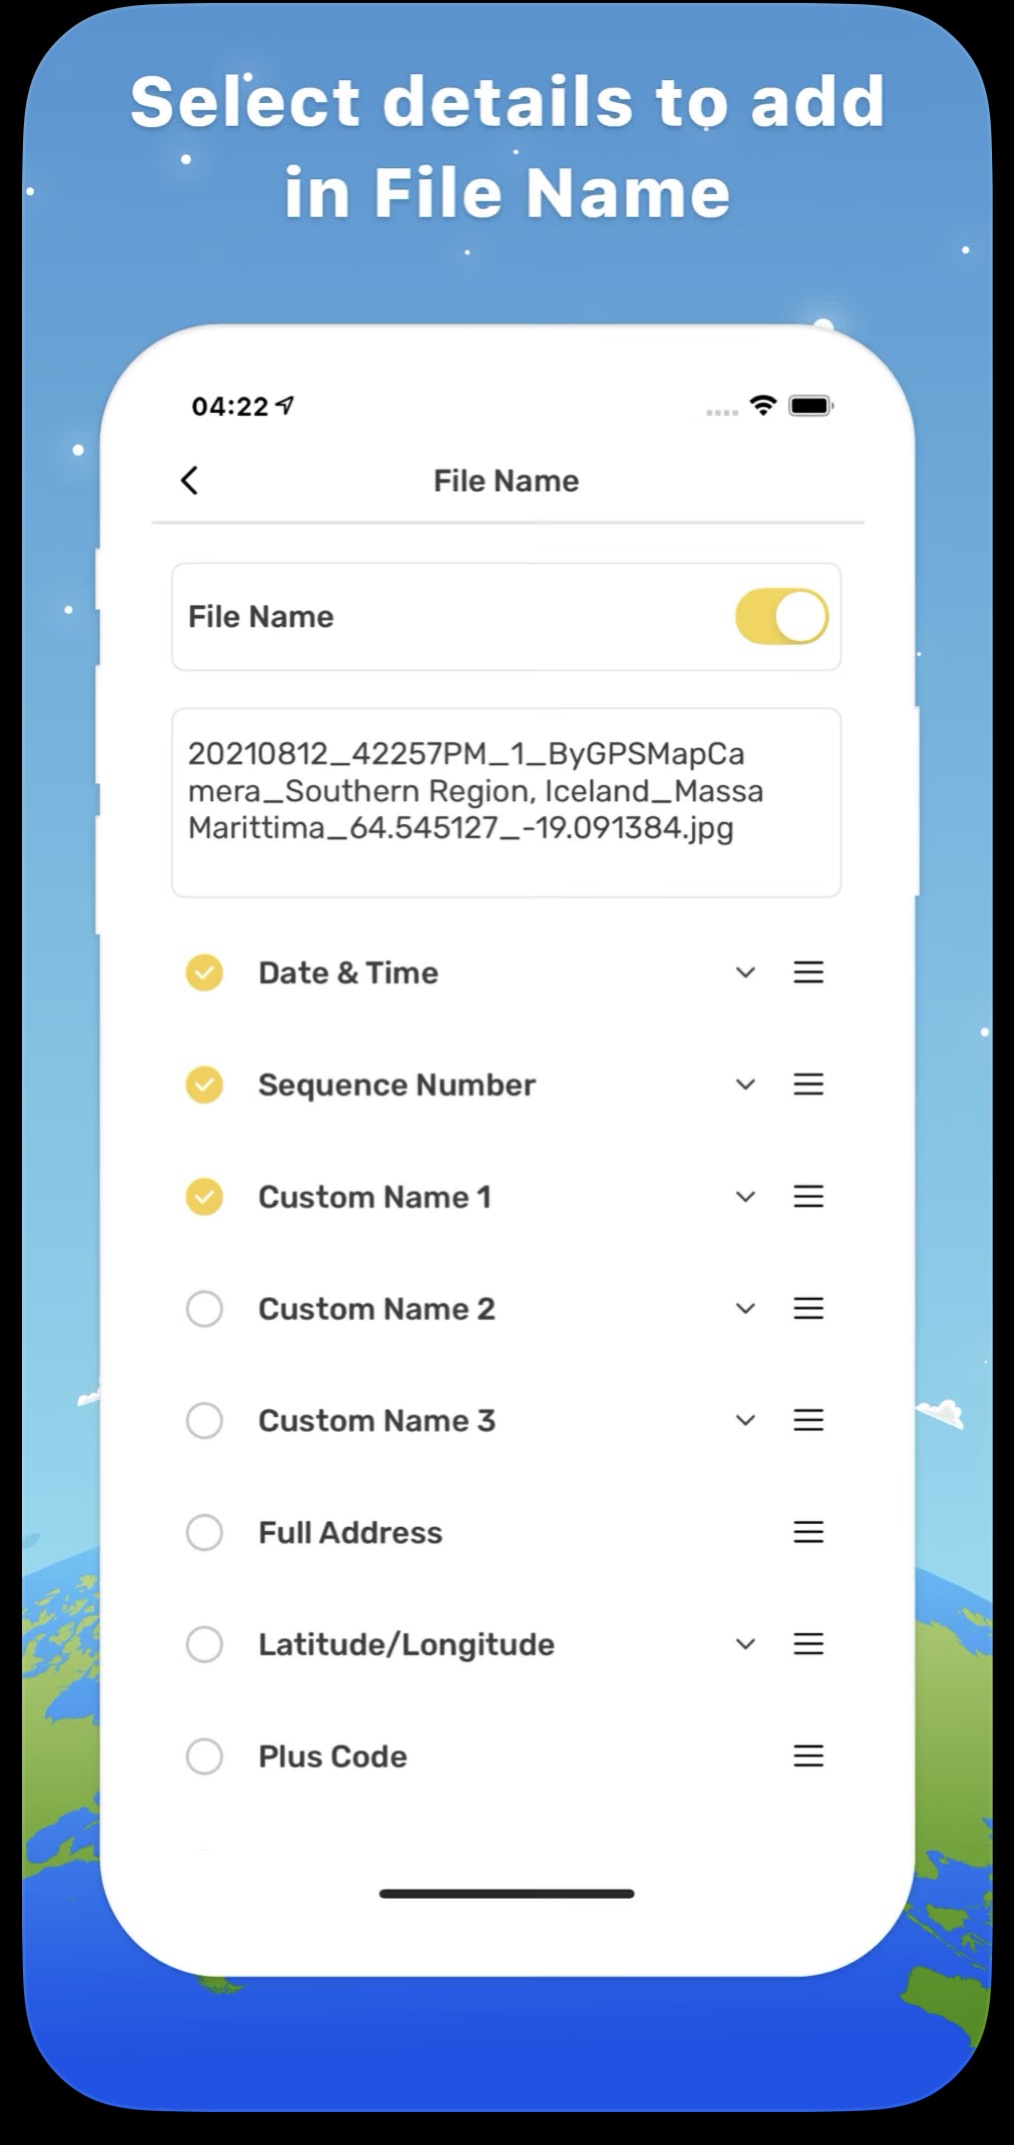 Select details to add
in File Name
04:22
File Name
File Name
20210812_42257PM_1_ByGPSMapCa
mera_Southern Region, Iceland_Massa
Marittima_64.545127_-19.091384.jpg
Date & Time
Sequence Number
Custom Name 1
Custom Name 2
Custom Name 3
Full Address
Latitude/Longitude
Plus Code